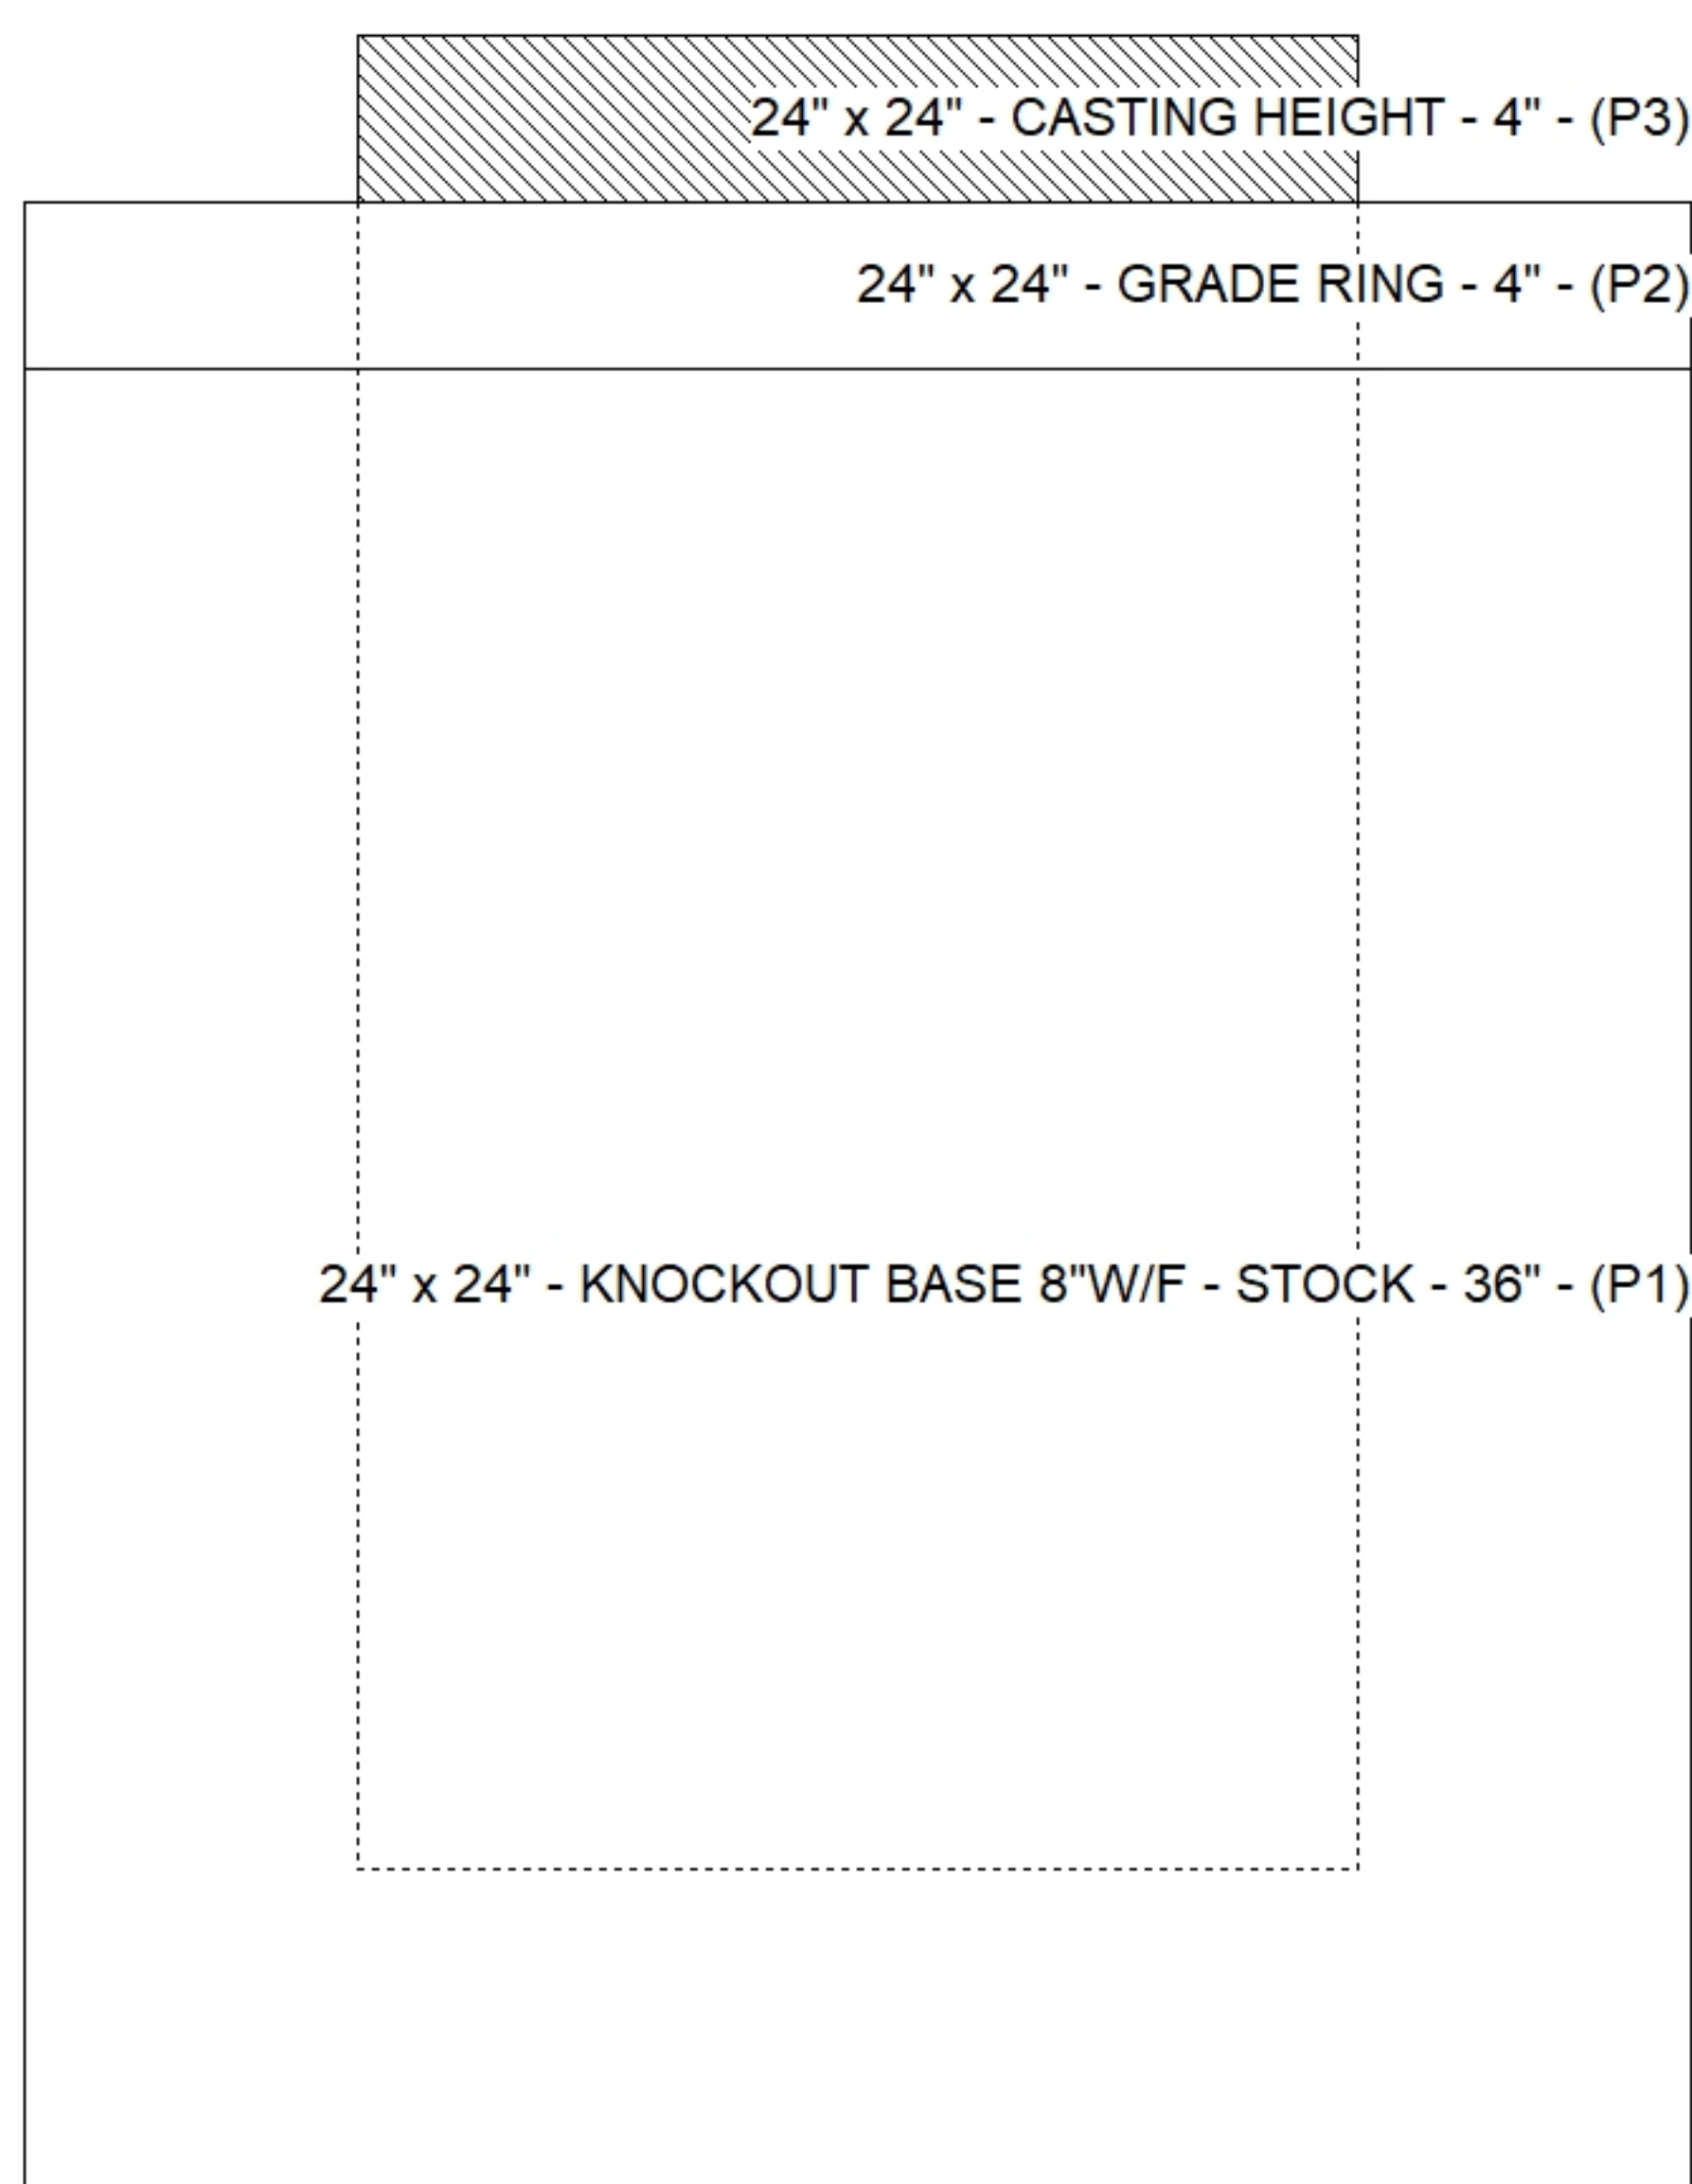 24" x 24" - CASTING HEIGHT - 4" - (P3)
24" x 24" - GRADE RING - 4" - (P2)
24" x 24" - KNOCKOUT BASE 8"W/F - STOCK - 36" - (P1)